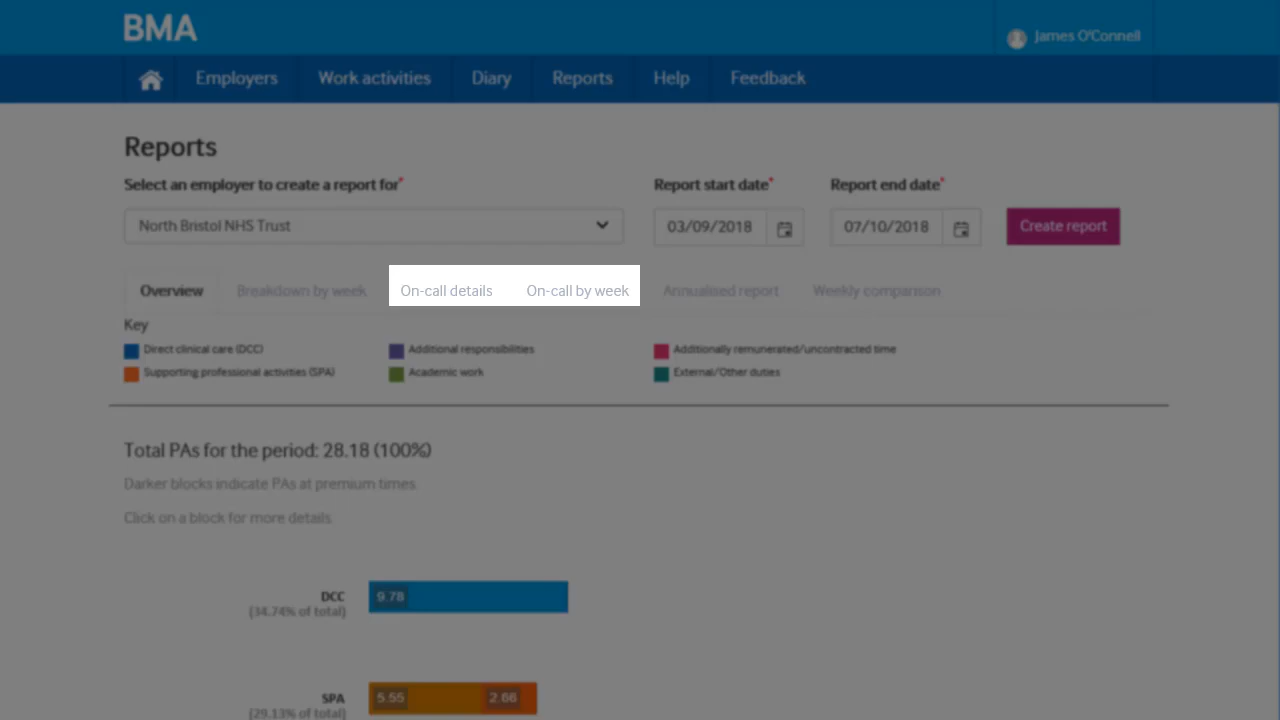 BMA
James O'Connell
Employers Work activities Diary Reports Help Feedback
Reports
Select an employer to create a report for* Report start date* Report end date*
North Bristol NHS Trust 03/09/2018 07/10/2018 Create report
Overview Breakdown by week On-call details On-call by week Annualised report Weekly comparison
Key
Direct clinical care (DCC) Additional responsibilities Additionally remunerated/uncontracted time
Supporting professional activities (SPA) Academic work External/Other duties
Total PAs for the period: 28.18 (100%)
Darker blocks indicate PAs at premium times.
Click on a block for more details.
DCC 9.78
(34.74% of total)
SPA 5.55 2.66
(29.13% of total)